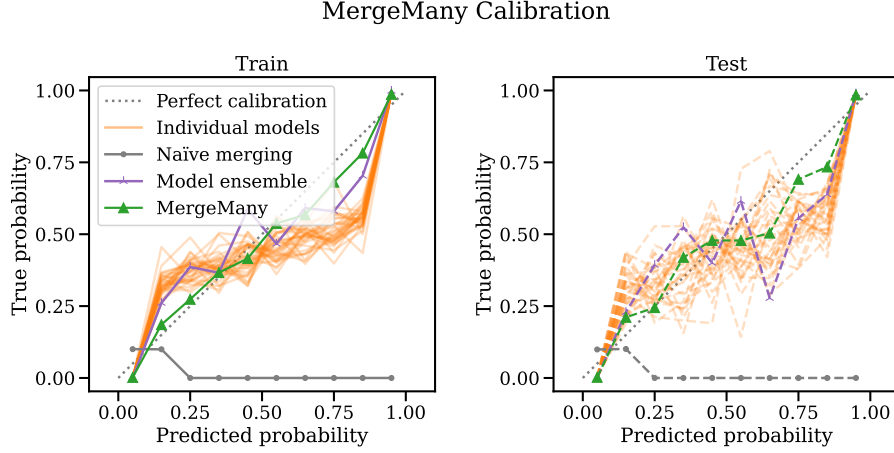 MergeMany Calibration
Train
True probability
1.00
0.75
0.50
0.25
0.00
Perfect calibration
Individual models
Naïve merging
Model ensemble
MergeMany
0.00 0.25 0.50 0.75 1.00
Predicted probability
Test
True probability
1.00
0.75
0.50
0.25
0.00
0.00 0.25 0.50 0.75 1.00
Predicted probability